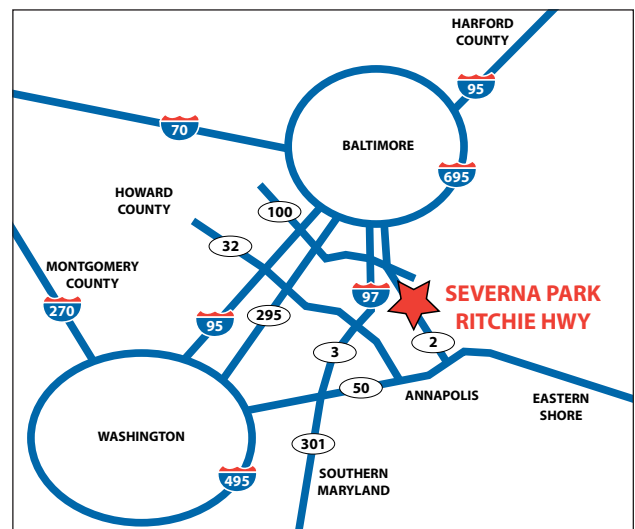 HARFORD
COUNTY
95
70
BALTIMORE
695
HOWARD
COUNTY
100
32
MONTGOMERY
COUNTY
270
95
295
97
SEVERNA PARK
RITCHIE HWY
3
2
50
ANNAPOLIS
EASTERN
SHORE
WASHINGTON
301
495
SOUTHERN
MARYLAND